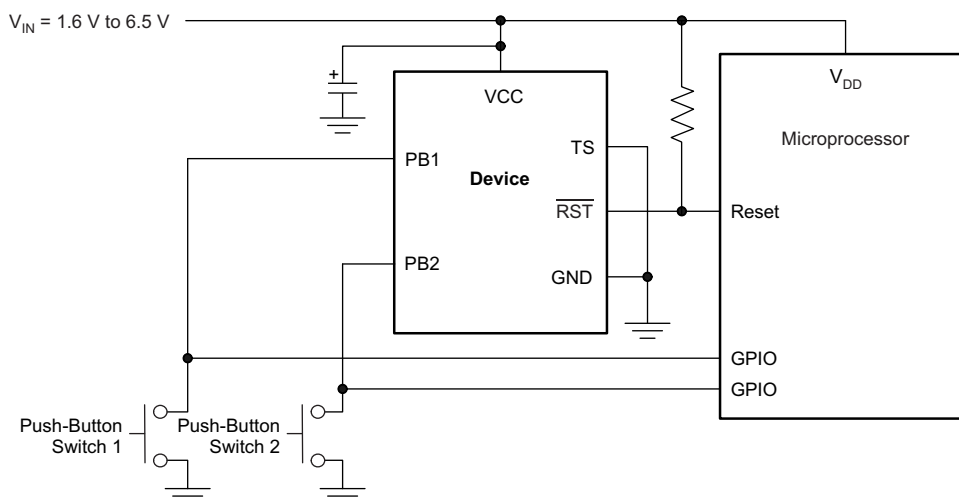 V_IN = 1.6 V to 6.5 V
+
VCC
V_DD
Microprocessor
PB1
TS
Device
RST
Reset
PB2
GND
GPIO
GPIO
Push-Button
Switch 1
Push-Button
Switch 2